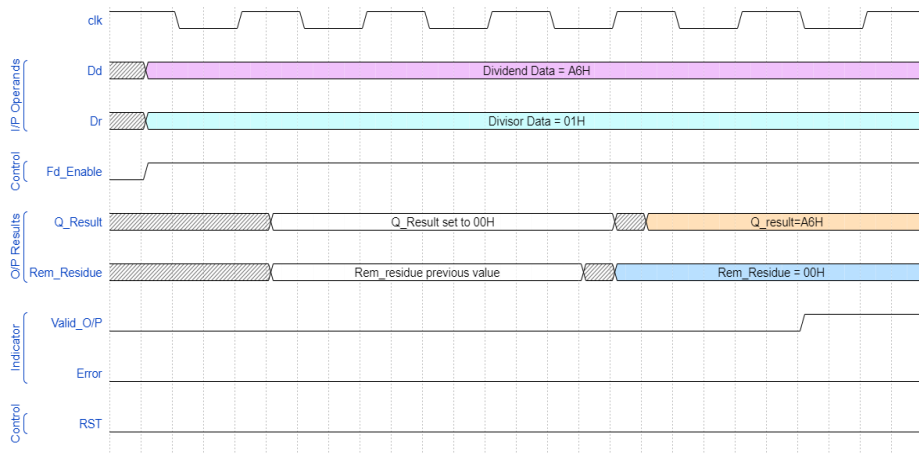 clk
I/P Operands
Dd
Dividend Data = A6H
Dr
Divisor Data = 01H
Control
Fd_Enable
O/P Results
Q_Result
Q_Result set to 00H
Q_result=A6H
Rem_Residue
Rem_residue previous value
Rem_Residue = 00H
Indicator
Valid_O/P
Error
Control
RST